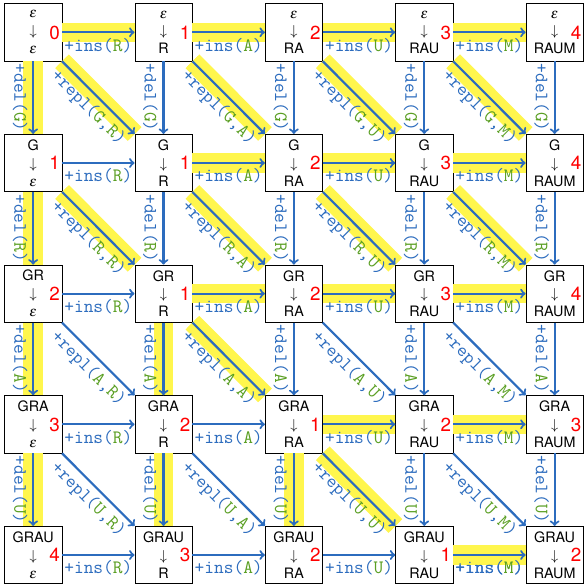 ε
↓ 0
ε
+ins(R)
ε
↓ 1
R
+ins(A)
ε
↓ 2
RA
+ins(U)
ε
↓ 3
RAU
+ins(M)
ε
↓ 4
RAUM
+del(G)
+repl(G,R)
+del(G)
+repl(G,A)
+del(G)
+repl(G,U)
+del(G)
+repl(G,M)
+del(G)
G
↓ 1
ε
+ins(R)
G
↓ 1
R
+ins(A)
G
↓ 2
RA
+ins(U)
G
↓ 3
RAU
+ins(M)
G
↓ 4
RAUM
+del(R)
+repl(R,R)
+del(R)
+repl(R,A)
+del(R)
+repl(R,U)
+del(R)
+repl(R,M)
+del(R)
GR
↓ 2
ε
+ins(R)
GR
↓ 1
R
+ins(A)
GR
↓ 2
RA
+ins(U)
GR
↓ 3
RAU
+ins(M)
GR
↓ 4
RAUM
+del(A)
+repl(A,R)
+del(A)
+repl(A,A)
+del(A)
+repl(A,U)
+del(A)
+repl(A,M)
+del(A)
GRA
↓ 3
ε
+ins(R)
GRA
↓ 2
R
+ins(A)
GRA
↓ 1
RA
+ins(U)
GRA
↓ 2
RAU
+ins(M)
GRA
↓ 3
RAUM
+del(U)
+repl(U,R)
+del(U)
+repl(U,A)
+del(U)
+repl(U,U)
+del(U)
+repl(U,M)
+del(U)
GRAU
↓ 4
ε
+ins(R)
GRAU
↓ 3
R
+ins(A)
GRAU
↓ 2
RA
+ins(U)
GRAU
↓ 1
RAU
+ins(M)
GRAU
↓ 2
RAUM